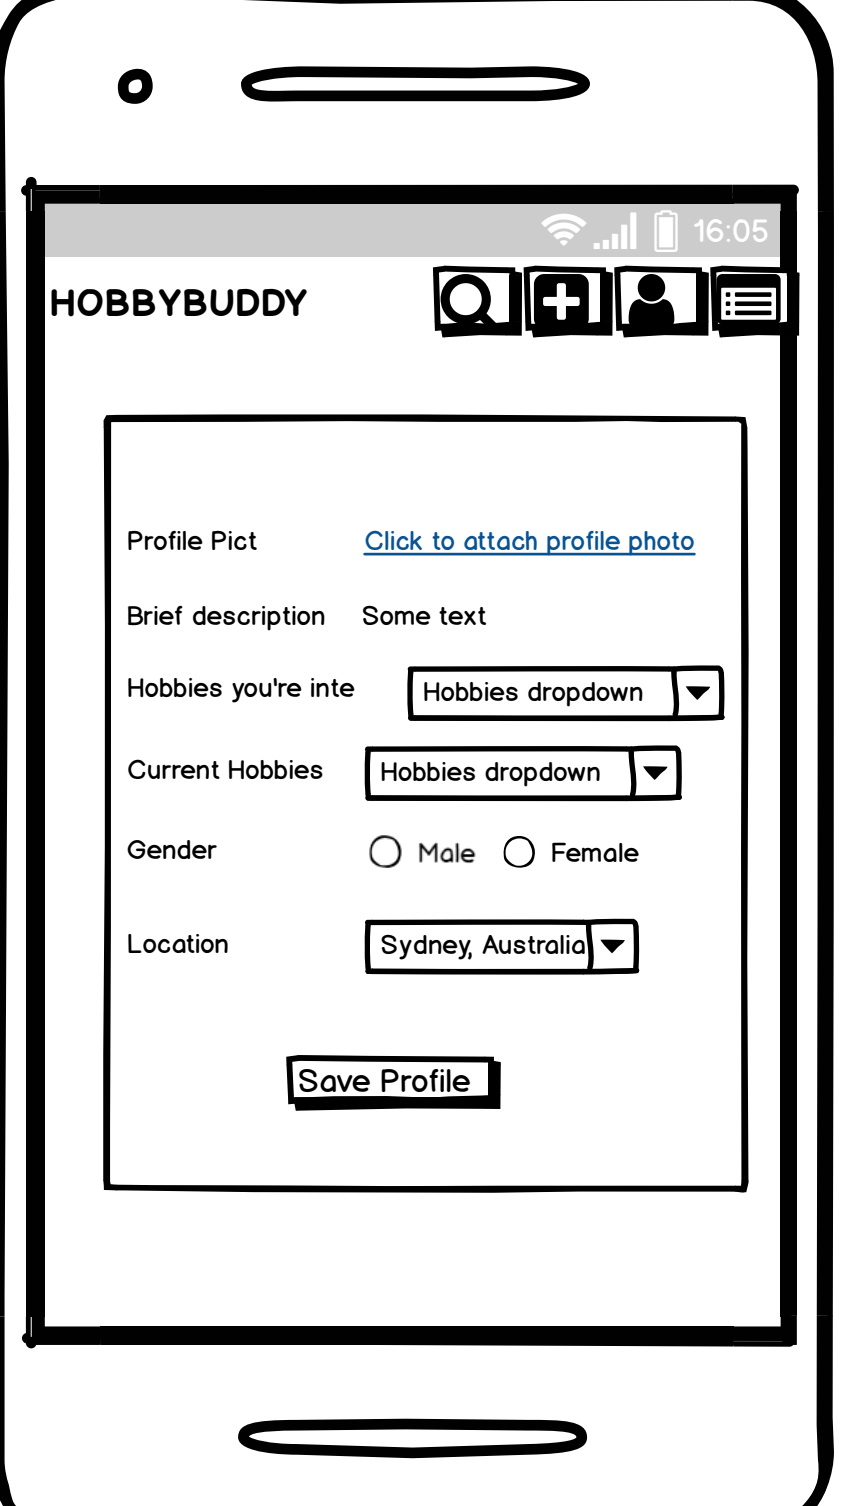 16:05
HOBBYBUDDY
Profile Pict Click to attach profile photo
Brief description Some text
Hobbies you're inte Hobbies dropdown
Current Hobbies Hobbies dropdown
Gender Male Female
Location Sydney, Australia
Save Profile